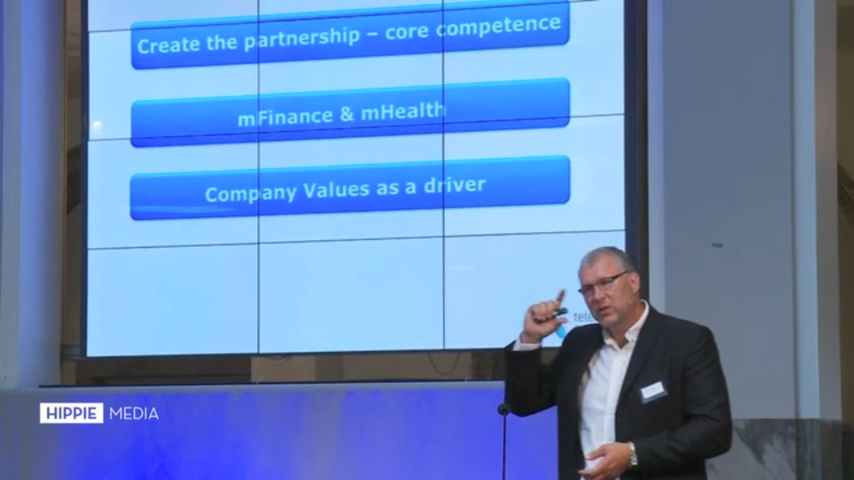 Create the partnership – core competence
mFinance & mHealth
Company Values as a driver
HIPPIE MEDIA